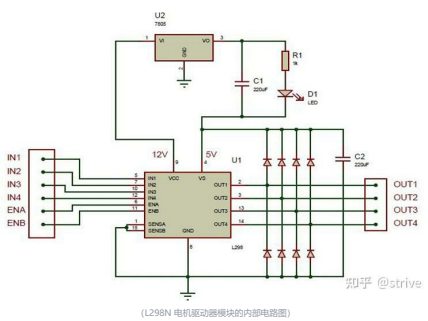 U2
7805
1
VI
VO
3
GND
2
R1
1k
C1
220uF
D1
LED
12V
5V
U1
C2
220uF
IN1
IN2
IN3
IN4
ENA
ENB
5
7
10
12
6
11
1
15
9
4
IN1
IN2
IN3
IN4
ENA
ENB
SENSA
SENSB
VCC
VS
GND
8
OUT1
OUT2
OUT3
OUT4
2
3
13
14
L298
OUT1
OUT2
OUT3
OUT4
知乎 @strive
(L298N 电机驱动器模块的内部电路图)